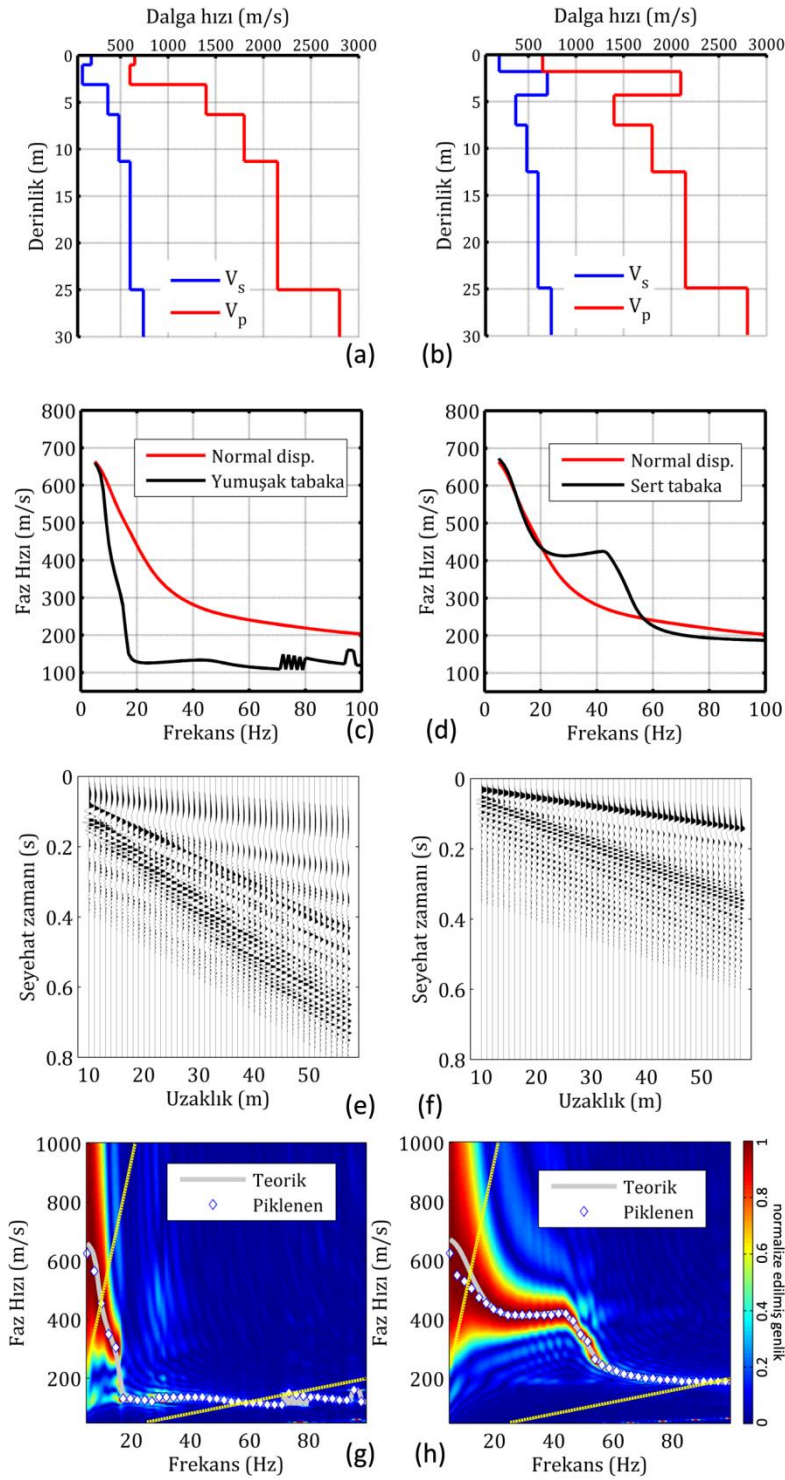 Dalga hızı (m/s)
500 1000 1500 2000 2500 3000
0
5
10
15
20
25
30
Derinlik (m)
V_s
V_p
(a)
Dalga hızı (m/s)
500 1000 1500 2000 2500 3000
0
5
10
15
20
25
30
Derinlik (m)
V_s
V_p
(b)
800
700
600
500
400
300
200
100
Faz Hızı (m/s)
Normal disp.
Yumuşak tabaka
0 20 40 60 80 100
Frekans (Hz)
(c)
800
700
600
500
400
300
200
100
Faz Hızı (m/s)
Normal disp.
Sert tabaka
0 20 40 60 80 100
Frekans (Hz)
(d)
0
0.2
0.4
0.6
0.8
Seyehat zamanı (s)
10 20 30 40 50
Uzaklık (m)
(e)
0
0.2
0.4
0.6
0.8
Seyehat zamanı (s)
10 20 30 40 50
Uzaklık (m)
(f)
1000
800
600
400
200
Faz Hızı (m/s)
Teorik
Piklenen
20 40 60 80
Frekans (Hz)
(g)
1000
800
600
400
200
Faz Hızı (m/s)
Teorik
Piklenen
20 40 60 80
Frekans (Hz)
(h)
1
0.8
0.6
0.4
0.2
0
normalize edilmiş genlik